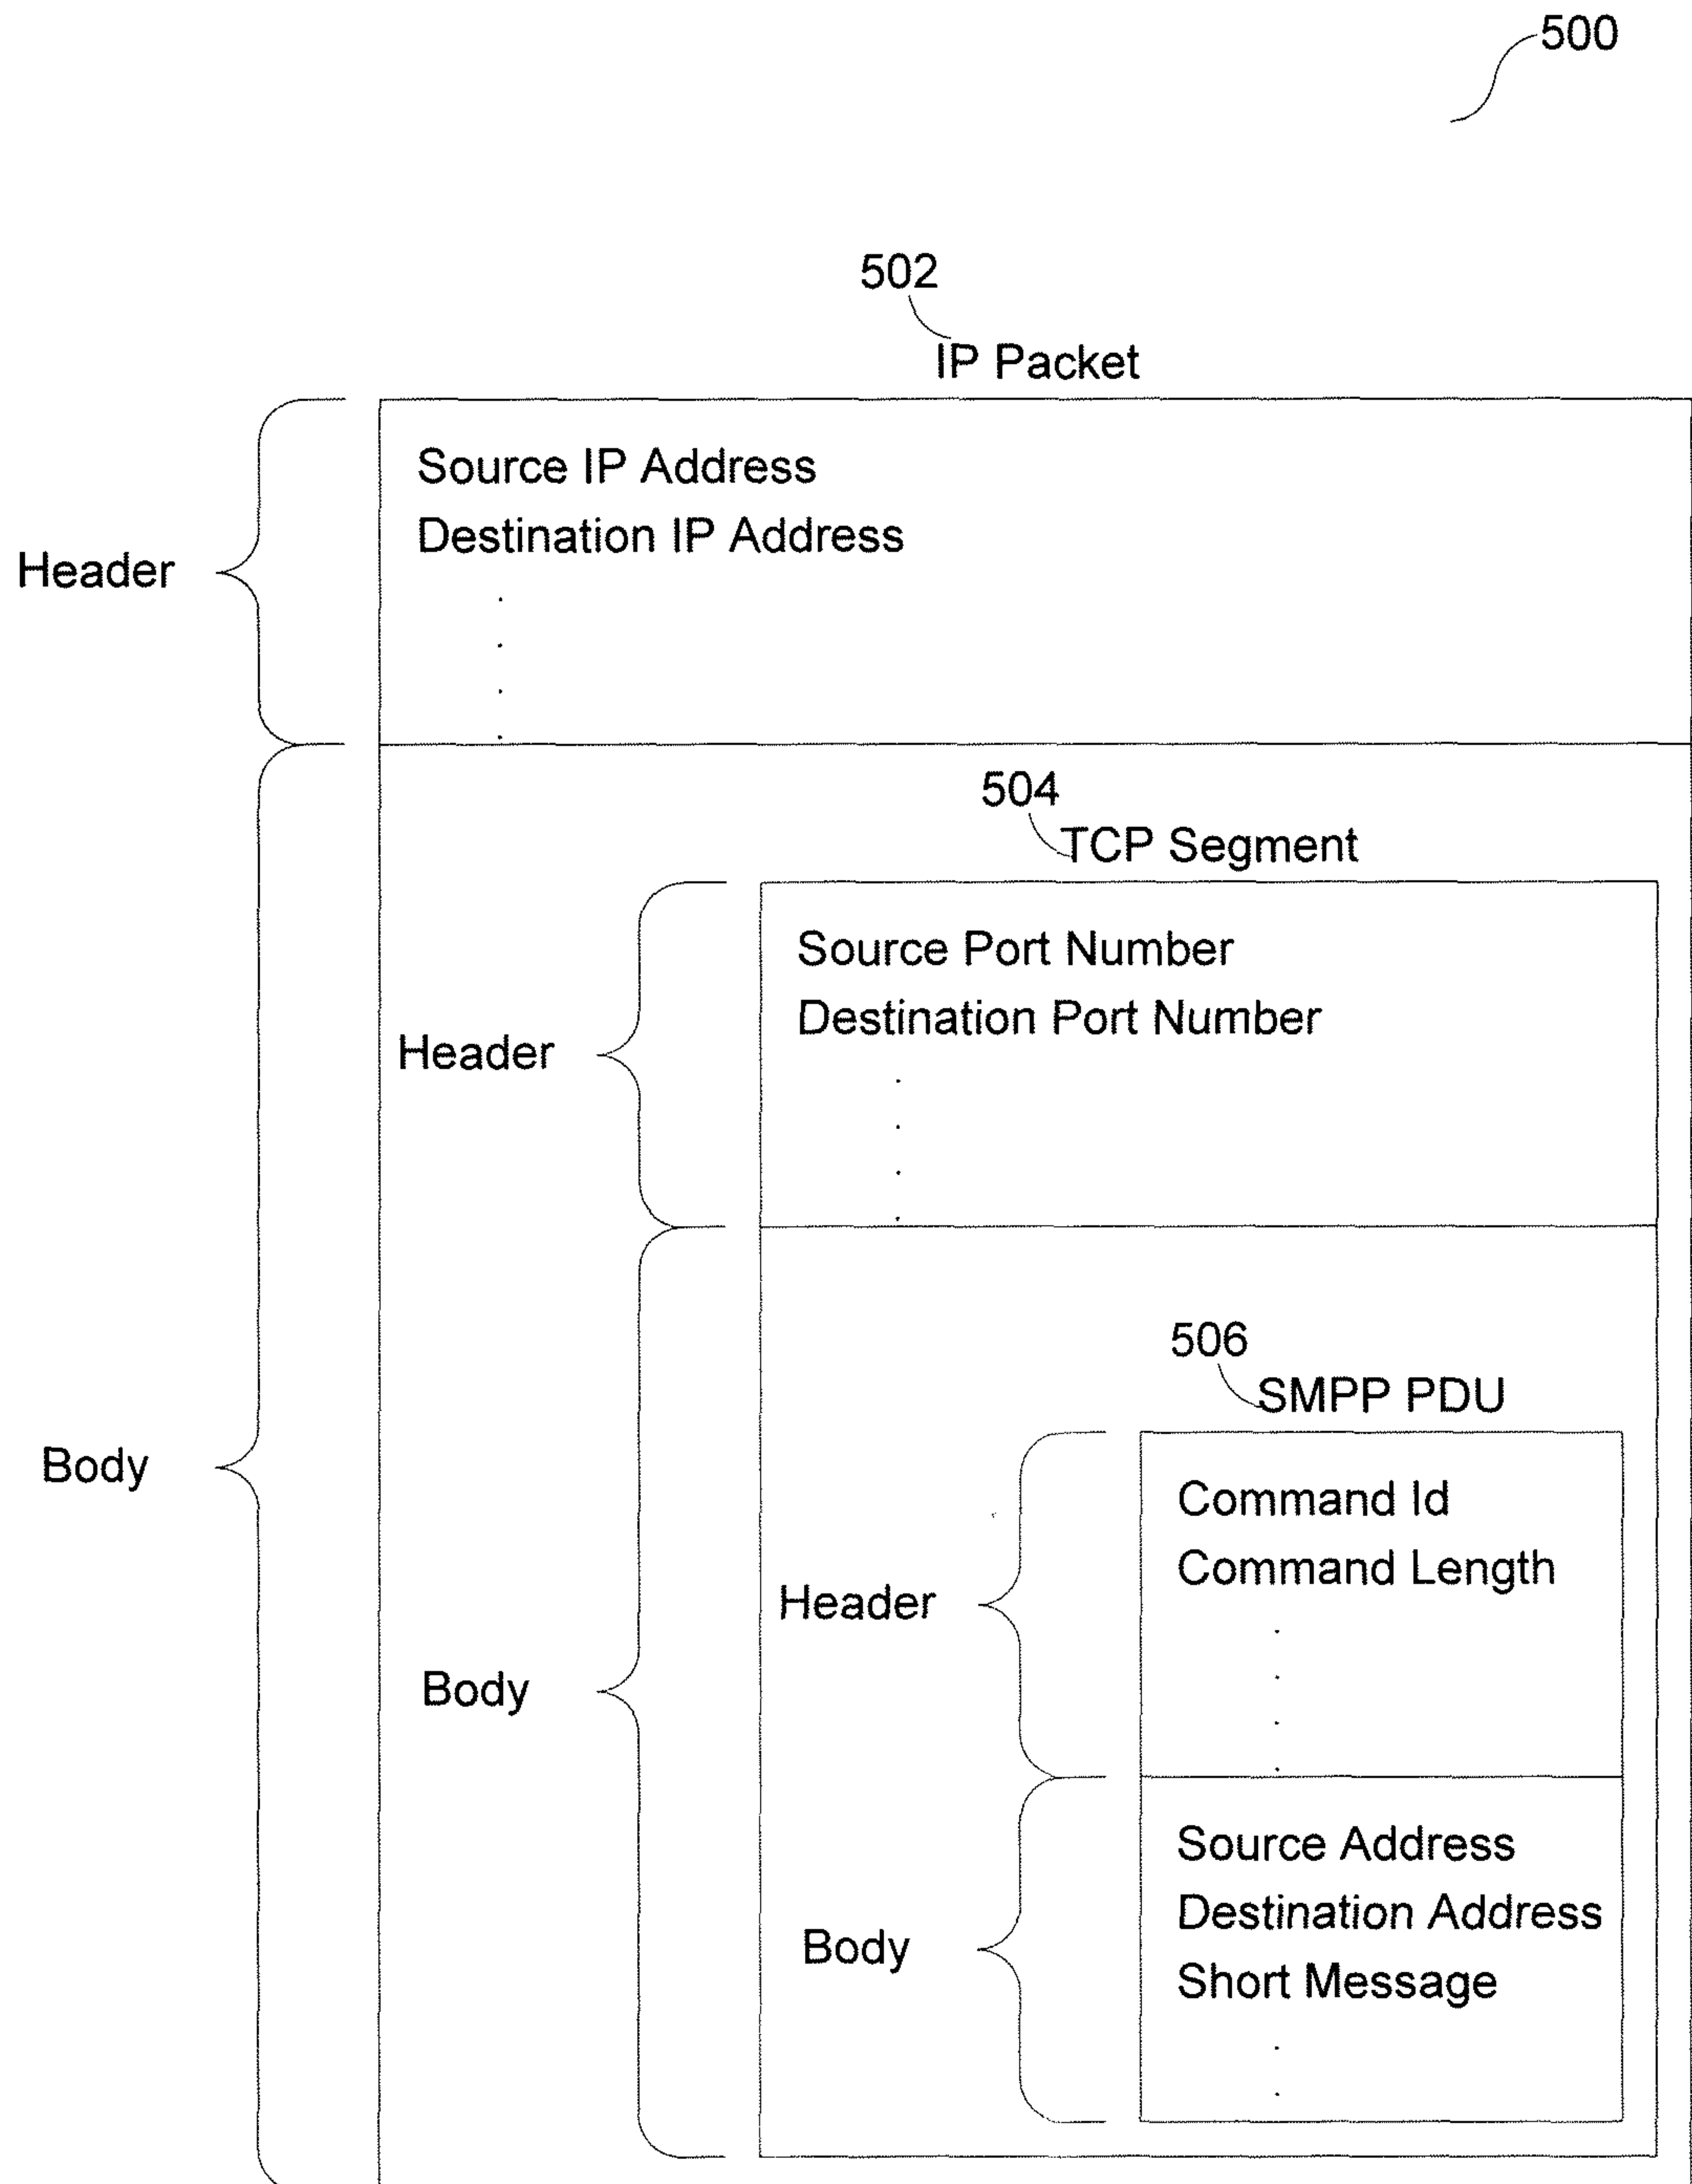 500
502
IP Packet
Source IP Address
Destination IP Address
Header
504
TCP Segment
Source Port Number
Destination Port Number
Header
506
SMPP PDU
Command Id
Command Length
Header
Body
Body
Source Address
Destination Address
Body
Short Message